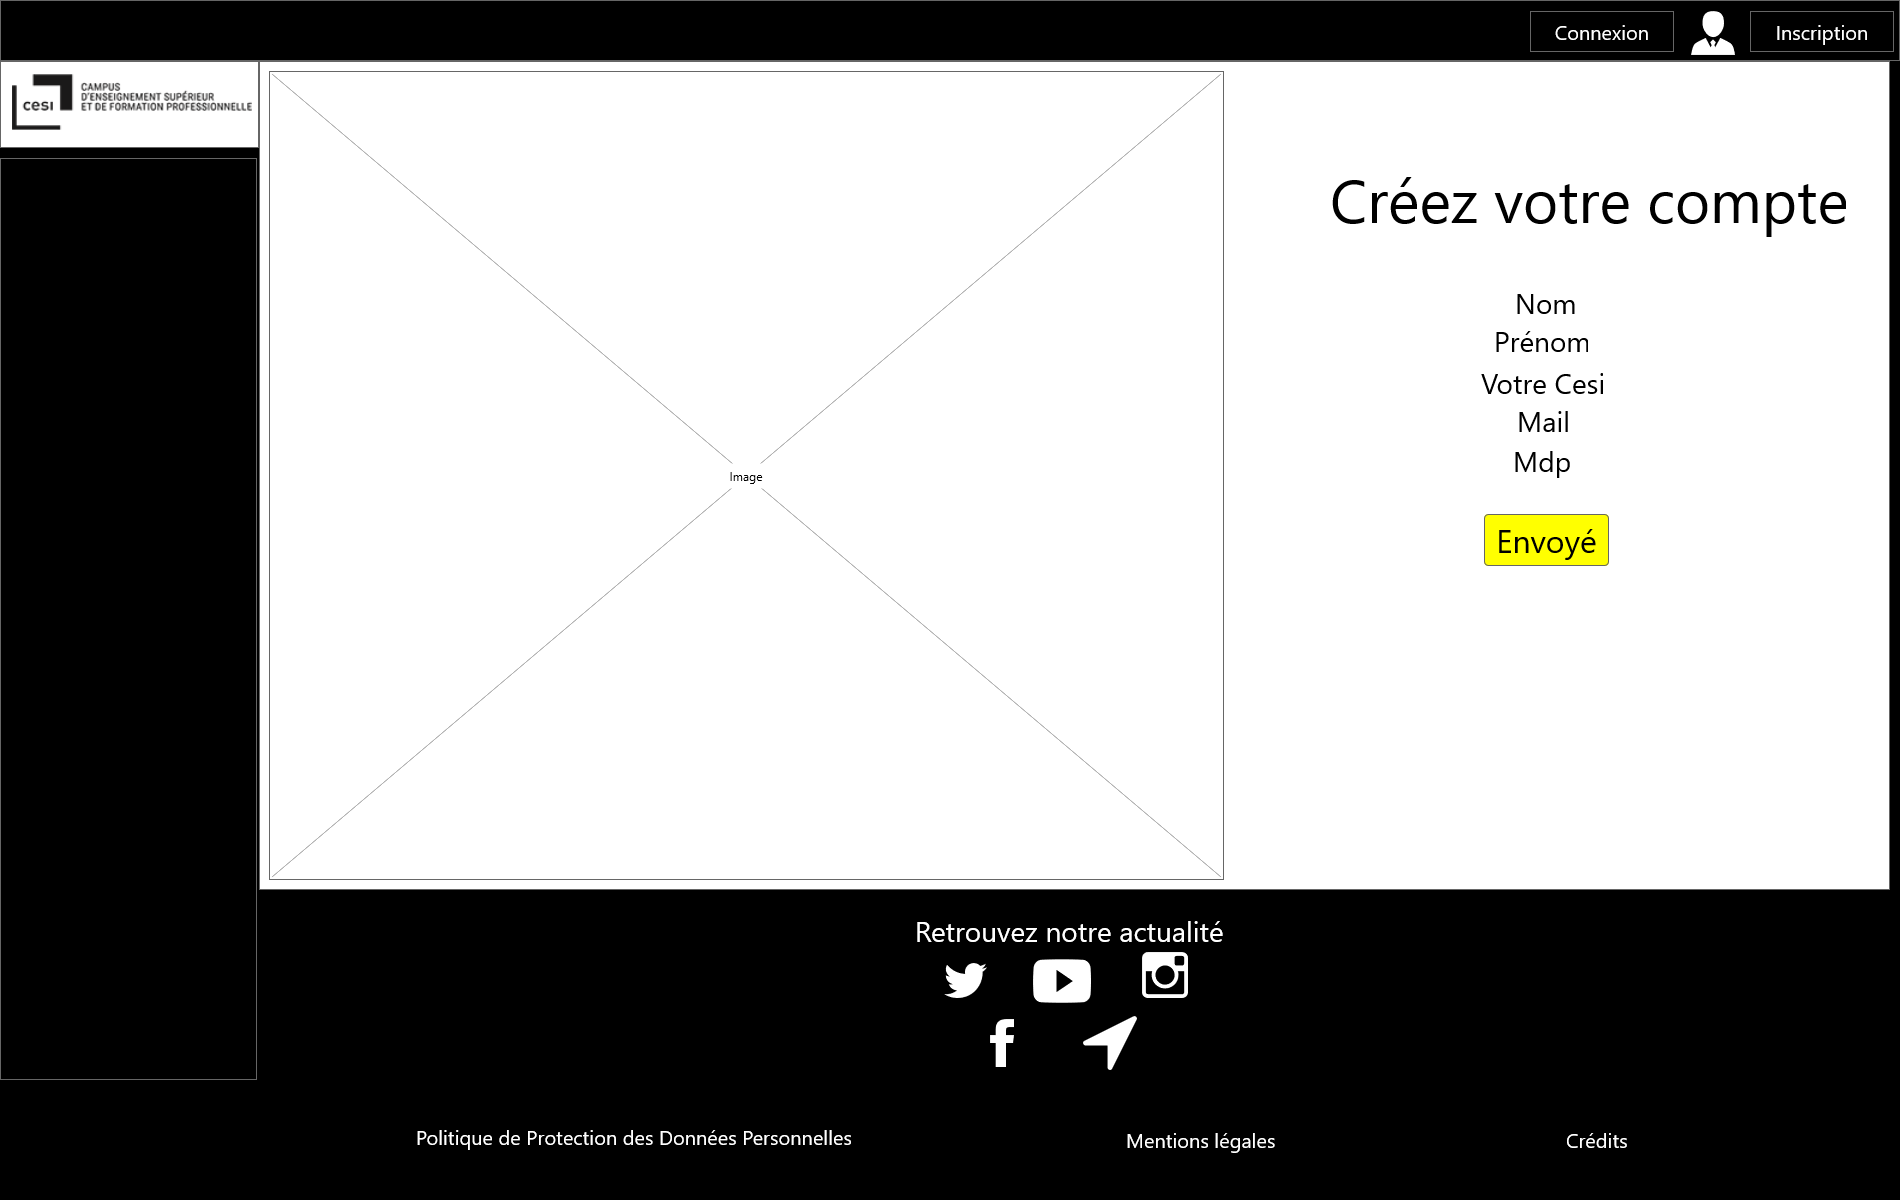 Connexion
Inscription
cesi
CAMPUS
D'ENSEIGNEMENT SUPÉRIEUR
ET DE FORMATION PROFESSIONNELLE
Image
Créez votre compte
Nom
Prénom
Votre Cesi
Mail
Mdp
Envoyé
Retrouvez notre actualité
Politique de Protection des Données Personnelles
Mentions légales
Crédits